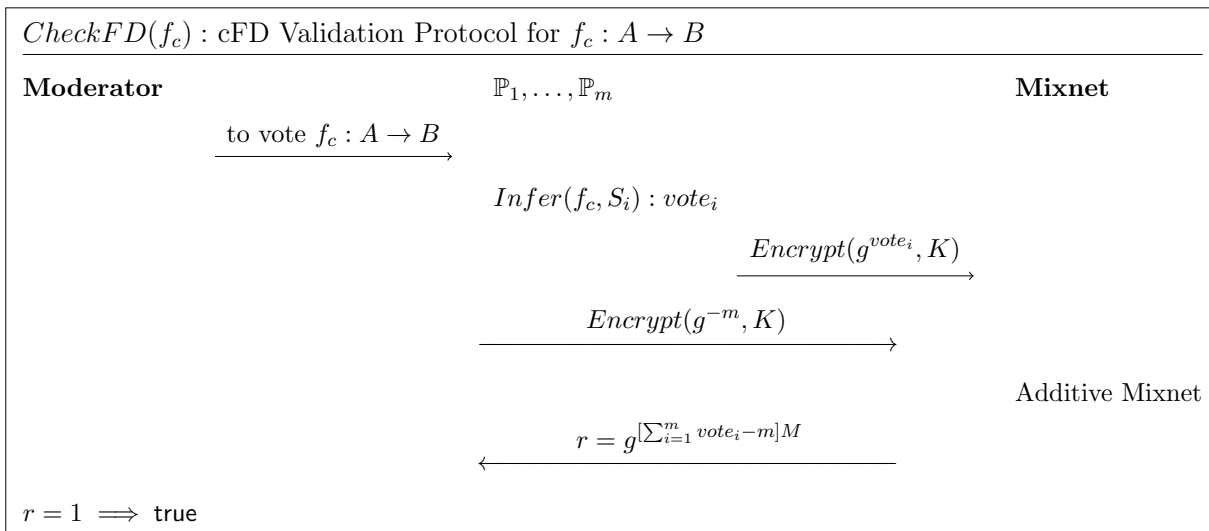 CheckFD(f_c) : cFD Validation Protocol for f_c : A → B
Moderator ℙ_1, . . . , ℙ_m Mixnet
to vote f_c : A → B
Infer(f_c, S_i) : vote_i
Encrypt(g^{vote_i}, K)
Encrypt(g^{-m}, K)
Additive Mixnet
r = g^{[∑_{i=1}^{m} vote_i−m]M}
r = 1 ⟹ true